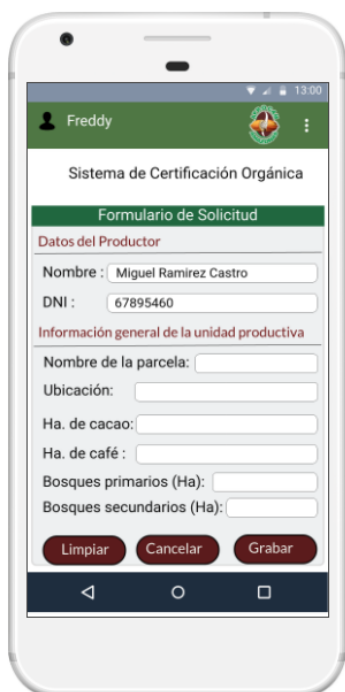 13:00
Freddy
Sistema de Certificación Orgánica
Formulario de Solicitud
Datos del Productor
Nombre : Miguel Ramirez Castro
DNI : 67895460
Información general de la unidad productiva
Nombre de la parcela:
Ubicación:
Ha. de cacao:
Ha. de café :
Bosques primarios (Ha):
Bosques secundarios (Ha):
Limpiar Cancelar Grabar